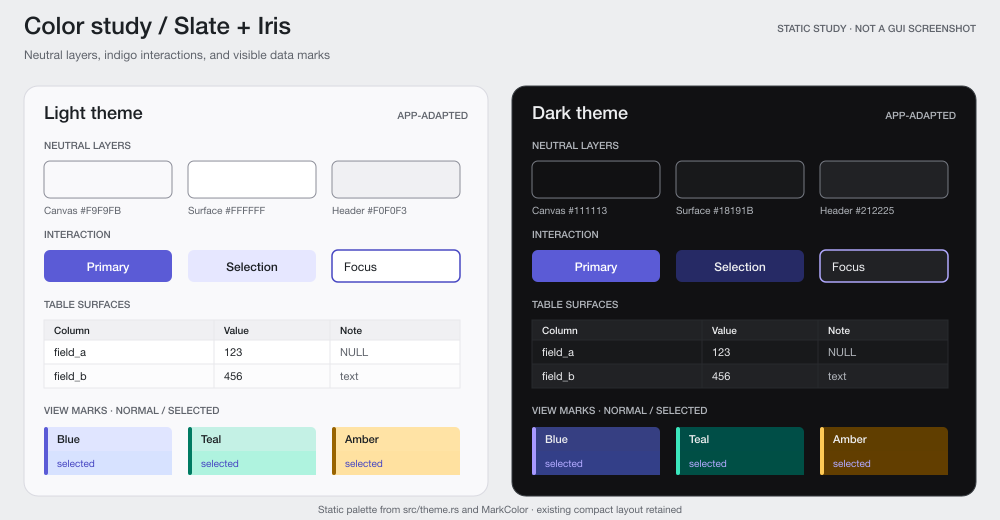 Color study / Slate + Iris
STATIC STUDY · NOT A GUI SCREENSHOT
Neutral layers, indigo interactions, and visible data marks
Light theme
APP-ADAPTED
NEUTRAL LAYERS
Canvas #F9F9FB
Surface #FFFFFF
Header #F0F0F3
INTERACTION
Primary
Selection
Focus
TABLE SURFACES
Column Value Note
field_a 123 NULL
field_b 456 text
VIEW MARKS · NORMAL / SELECTED
Blue
selected
Teal
selected
Amber
selected
Dark theme
APP-ADAPTED
NEUTRAL LAYERS
Canvas #111113
Surface #18191B
Header #212225
INTERACTION
Primary
Selection
Focus
TABLE SURFACES
Column Value Note
field_a 123 NULL
field_b 456 text
VIEW MARKS · NORMAL / SELECTED
Blue
selected
Teal
selected
Amber
selected
Static palette from src/theme.rs and MarkColor · existing compact layout retained